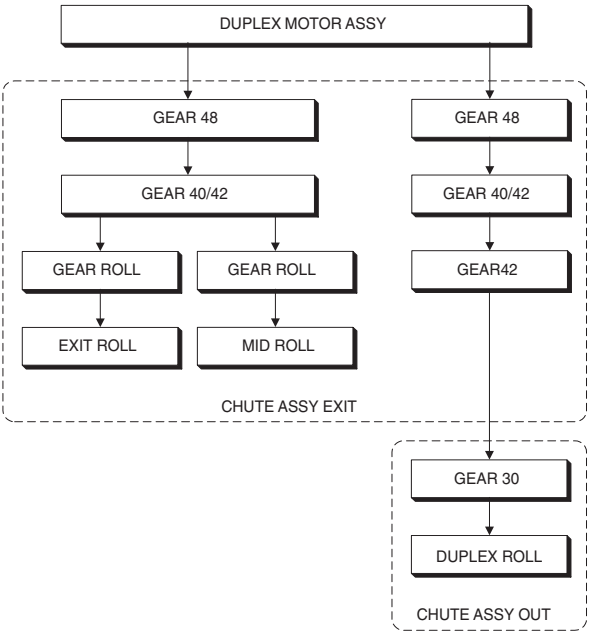 DUPLEX MOTOR ASSY
GEAR 48
GEAR 48
GEAR 40/42
GEAR 40/42
GEAR ROLL
GEAR ROLL
GEAR42
EXIT ROLL
MID ROLL
CHUTE ASSY EXIT
GEAR 30
DUPLEX ROLL
CHUTE ASSY OUT